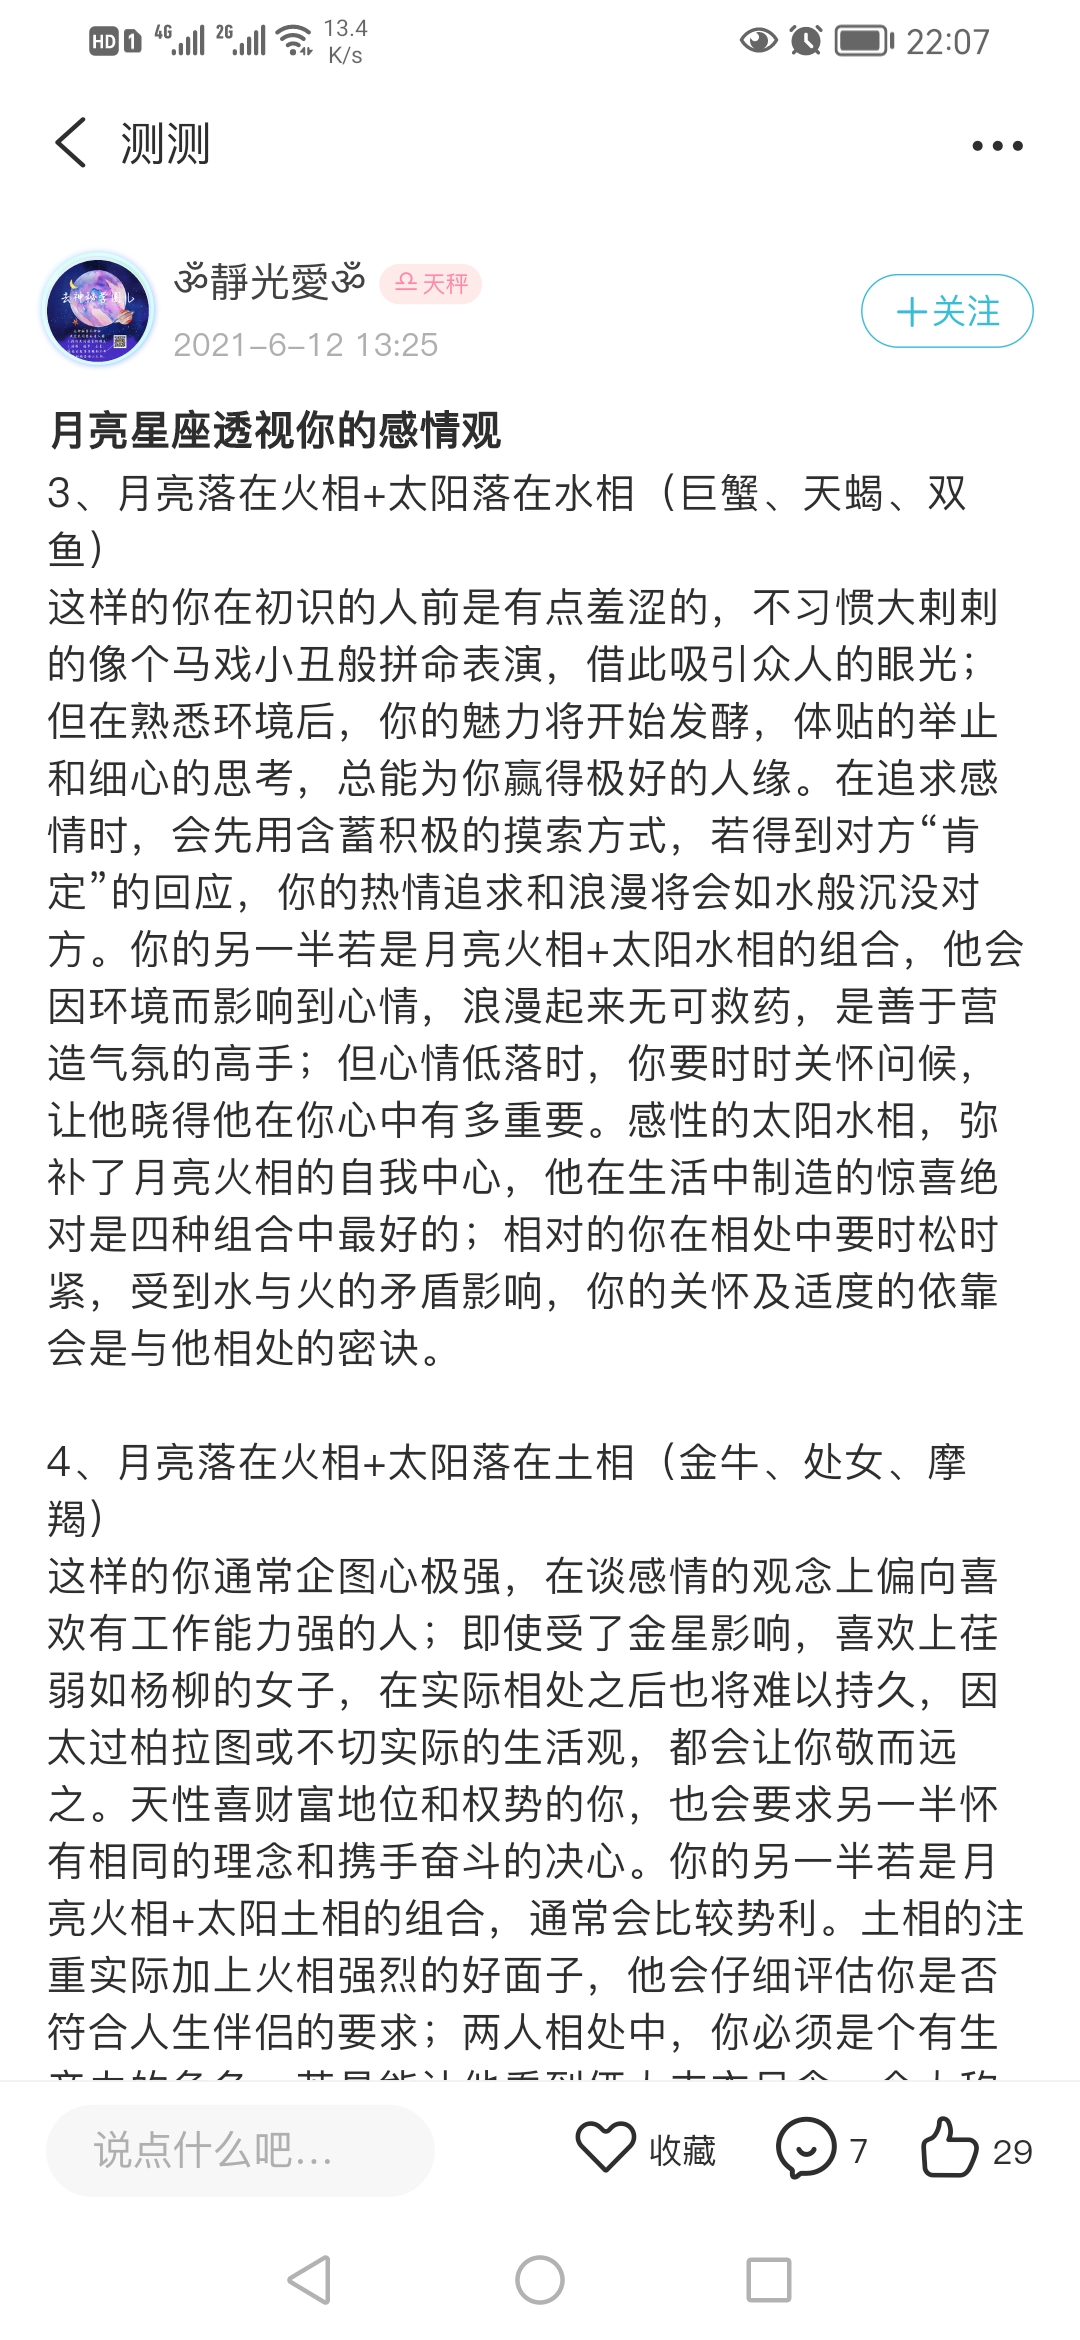 HD 1 4G 2G 13.4 K/s 22:07
测测
ॐ靜光愛ॐ 天秤
2021-6-12 13:25
+关注
月亮星座透视你的感情观
3、月亮落在火相+太阳落在水相（巨蟹、天蝎、双
鱼）
这样的你在初识的人前是有点羞涩的，不习惯大剌剌
的像个马戏小丑般拼命表演，借此吸引众人的眼光；
但在熟悉环境后，你的魅力将开始发酵，体贴的举止
和细心的思考，总能为你赢得极好的人缘。在追求感
情时，会先用含蓄积极的摸索方式，若得到对方“肯
定”的回应，你的热情追求和浪漫将会如水般沉没对
方。你的另一半若是月亮火相+太阳水相的组合，他会
因环境而影响到心情，浪漫起来无可救药，是善于营
造气氛的高手；但心情低落时，你要时时关怀问候，
让他晓得他在你心中有多重要。感性的太阳水相，弥
补了月亮火相的自我中心，他在生活中制造的惊喜绝
对是四种组合中最好的；相对的你在相处中要时松时
紧，受到水与火的矛盾影响，你的关怀及适度的依靠
会是与他相处的密诀。
4、月亮落在火相+太阳落在土相（金牛、处女、摩
羯）
这样的你通常企图心极强，在谈感情的观念上偏向喜
欢有工作能力强的人；即使受了金星影响，喜欢上荏
弱如杨柳的女子，在实际相处之后也将难以持久，因
太过柏拉图或不切实际的生活观，都会让你敬而远
之。天性喜财富地位和权势的你，也会要求另一半怀
有相同的理念和携手奋斗的决心。你的另一半若是月
亮火相+太阳土相的组合，通常会比较势利。土相的注
重实际加上火相强烈的好面子，他会仔细评估你是否
符合人生伴侣的要求；两人相处中，你必须是个有生
说点什么吧...
收藏
7
29